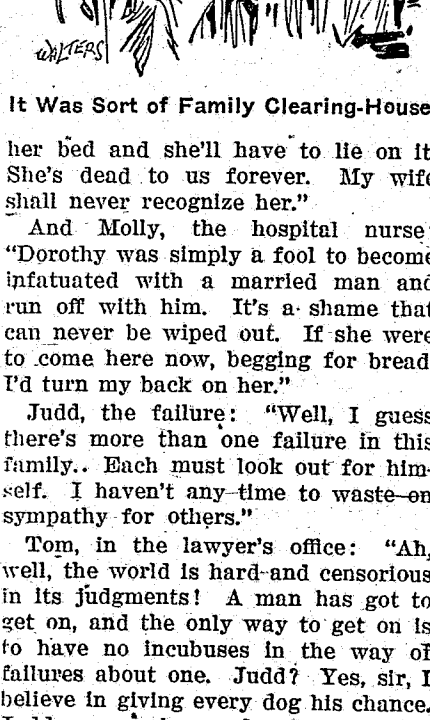 WALTERS
It Was Sort of Family Clearing-House
her bed and she'll have to lie on it
She's dead to us forever. My wife
shall never recognize her."
And Molly, the hospital nurse
"Dorothy was simply a fool to become
infatuated with a married man and
run off with him. It's a shame that
can never be wiped out. If she were
to come here now, begging for bread
I'd turn my back on her."
Judd, the failure: "Well, I guess
there's more than one failure in this
family.. Each must look out for him-
self. I haven't any time to waste on
sympathy for others."
Tom, in the lawyer's office: "Ah,
well, the world is hard and censorious
in its judgments! A man has got to
get on, and the only way to get on is
to have no incubuses in the way of
failures about one. Judd? Yes, sir, I
believe in giving every dog his chance.